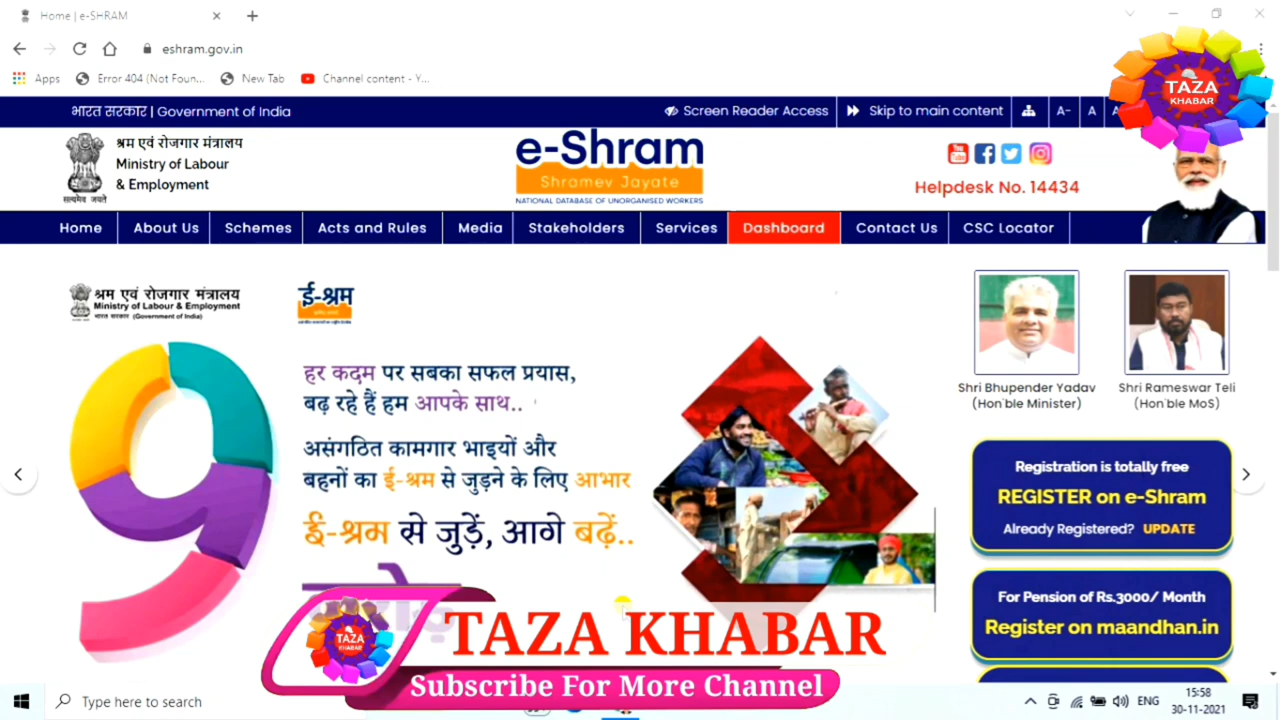 Home | e-SHRAM
eshram.gov.in
Apps
Error 404 (Not Foun...
New Tab
Channel content - Y...
TAZA
KHABAR
भारत सरकार | Government of India
Screen Reader Access
Skip to main content
A-
A
श्रम एवं रोजगार मंत्रालय
Ministry of Labour
& Employment
सत्यमेव जयते
e-Shram
Shramev Jayate
NATIONAL DATABASE OF UNORGANISED WORKERS
You
Helpdesk No. 14434
Home
About Us
Schemes
Acts and Rules
Media
Stakeholders
Services
Dashboard
Contact Us
CSC Locator
श्रम एवं रोजगार मंत्रालय
Ministry of Labour & Employment
भारत सरकार (Government of India)
ई-श्रम
9
हर कदम पर सबका सफल प्रयास,
बढ़ रहे हैं हम आपके साथ..
असंगठित कामगार भाइयों और
बहनों का ई-श्रम से जुड़ने के लिए आभार
ई-श्रम से जुड़ें, आगे बढ़ें..
Shri Bhupender Yadav
(Hon`ble Minister)
Shri Rameswar Teli
(Hon`ble MoS)
Registration is totally free
REGISTER on e-Shram
Already Registered? UPDATE
For Pension of Rs.3000/ Month
Register on maandhan.in
TAZA
KHABAR
TAZA KHABAR
Subscribe For More Channel
Type here to search
ENG
15:58
30-11-2021